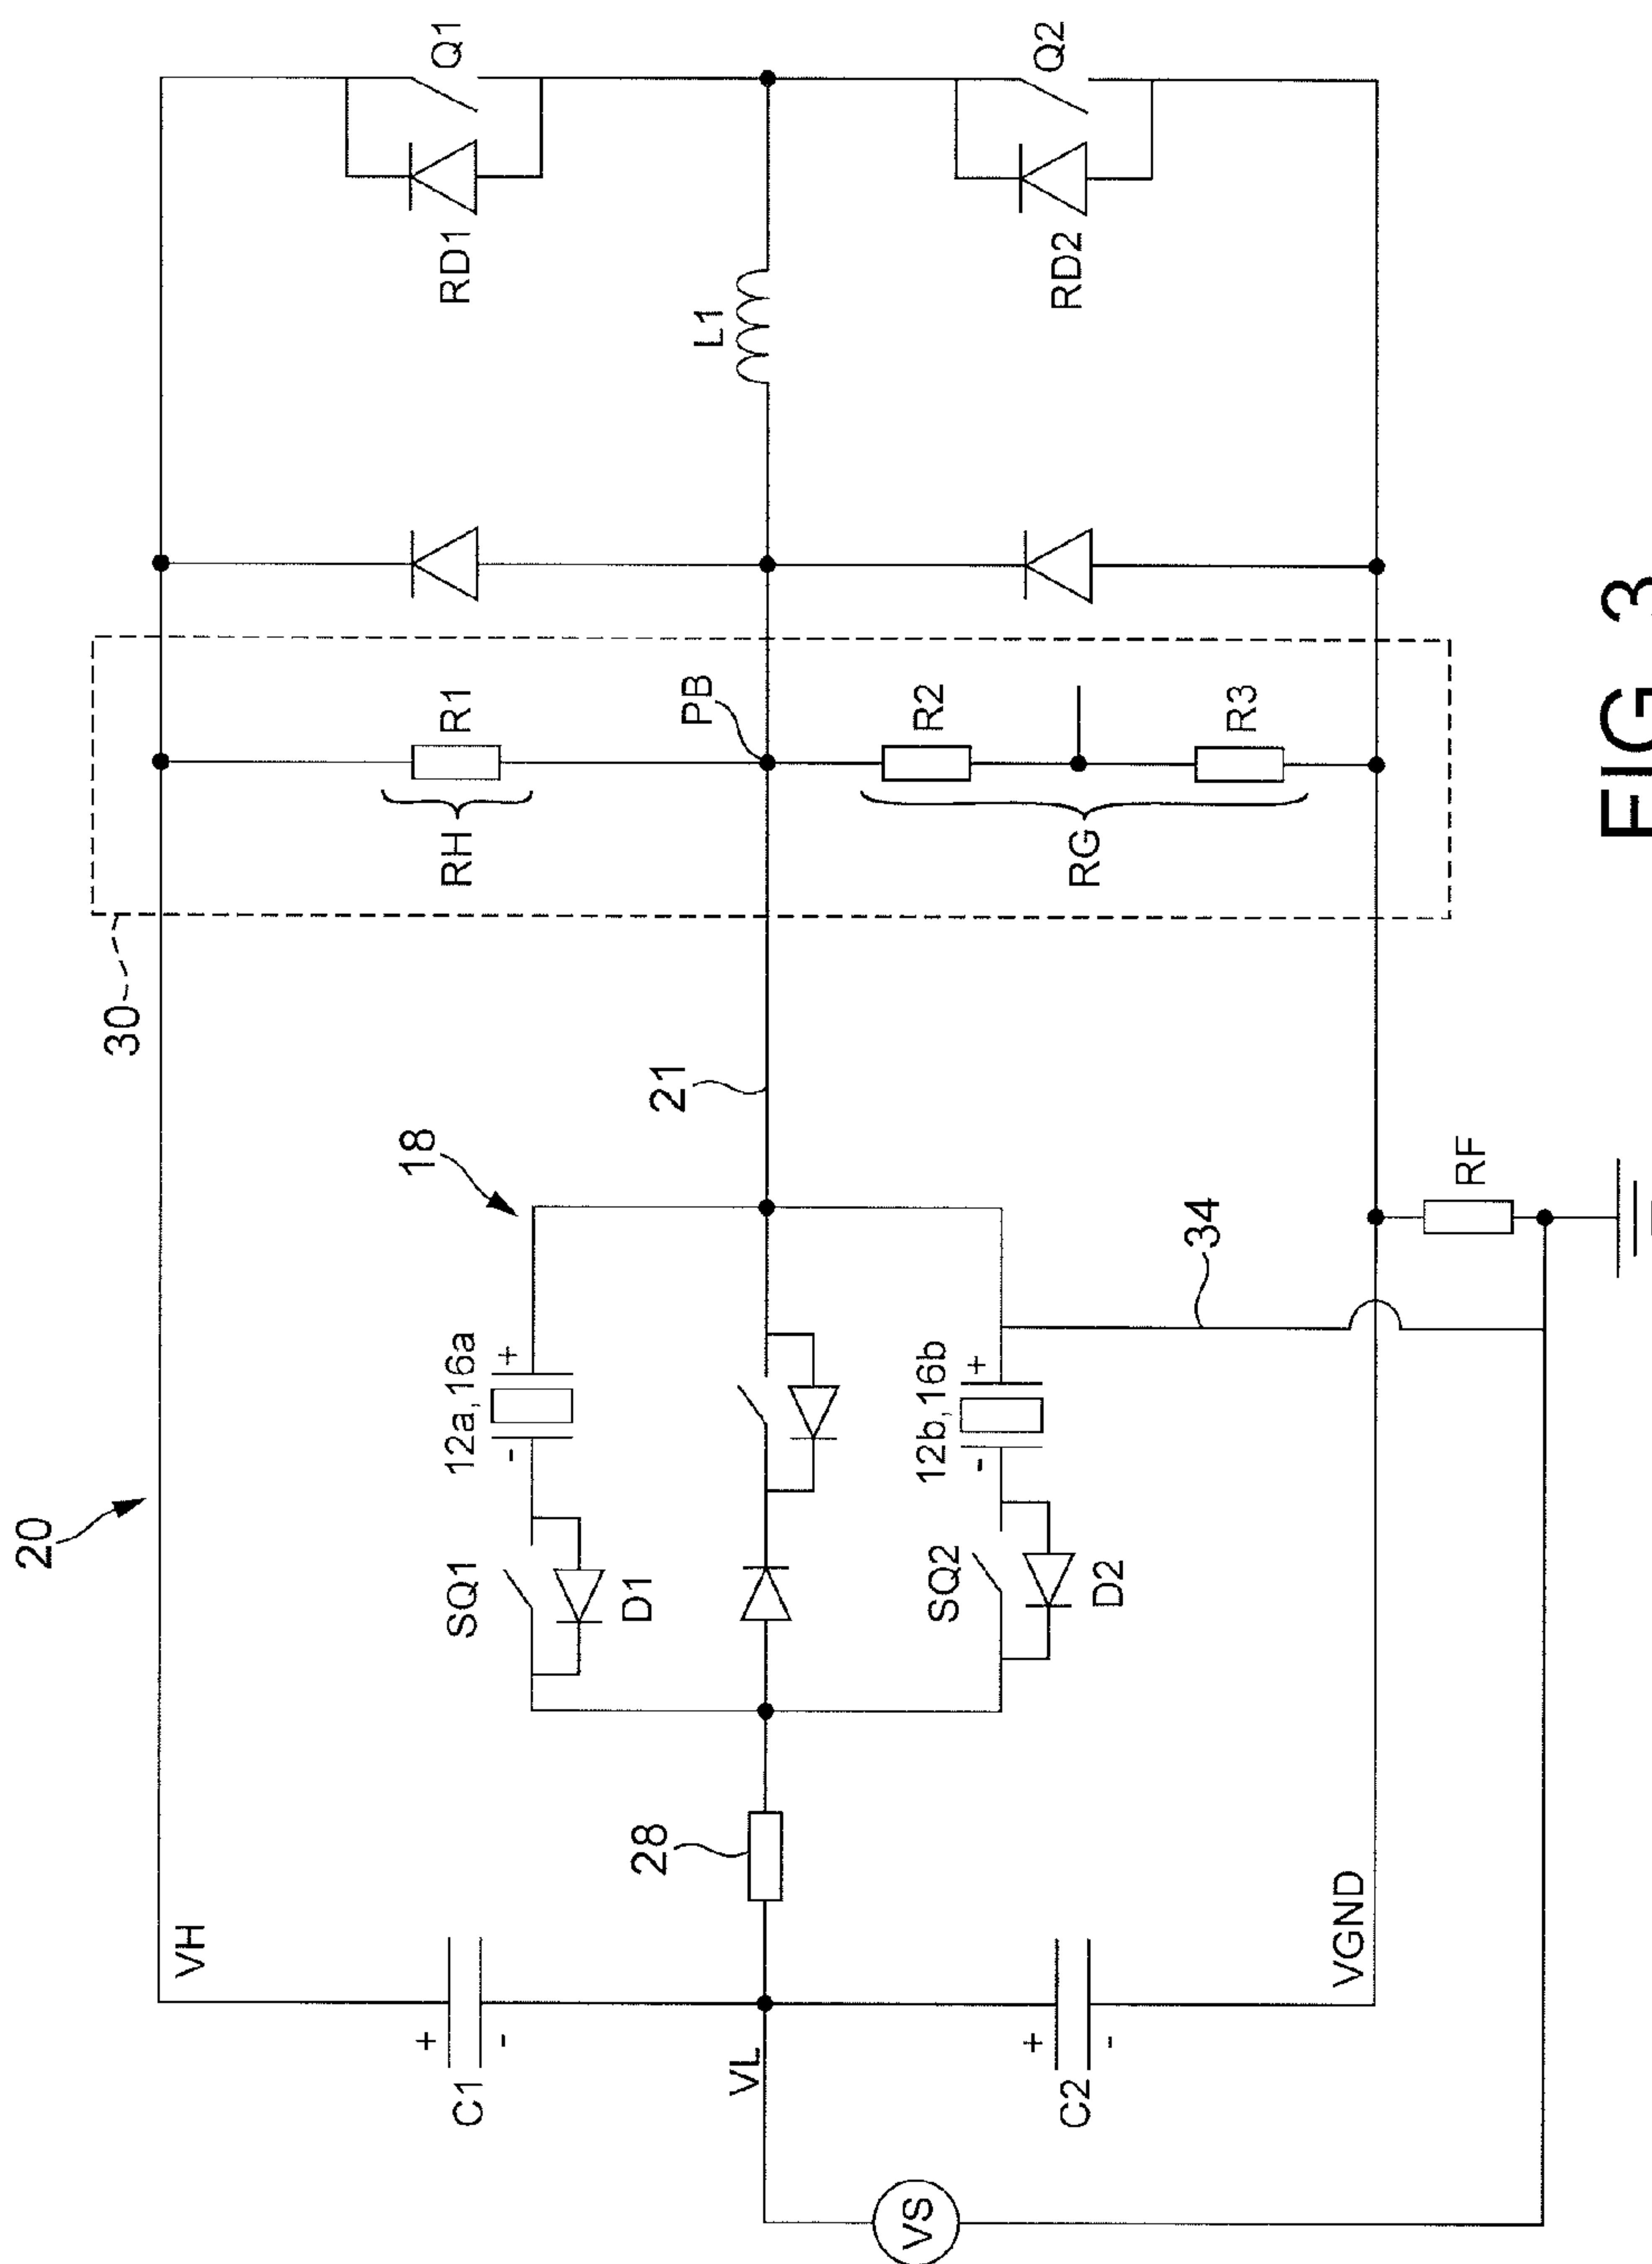 20
VH
C1
+
-
VL
C2
+
-
VGND
VS
28
18
SQ1
D1
12a,16a
-
+
SQ2
D2
12b,16b
-
+
34
21
RF
30
RH
R1
PB
RG
R2
R3
L1
RD1
Q1
RD2
Q2
FIG. 3